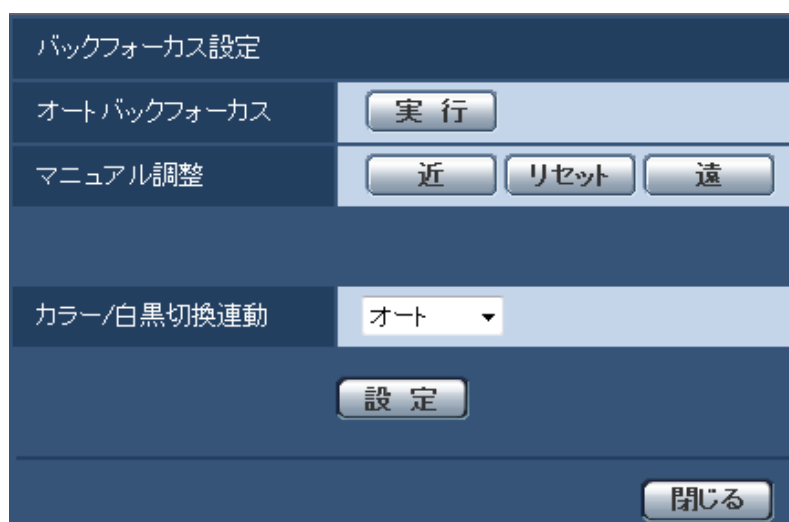 バックフォーカス設定
オートバックフォーカス 実 行
マニュアル調整 近 リセット 遠
カラー/白黒切換連動 オート
設 定
閉じる